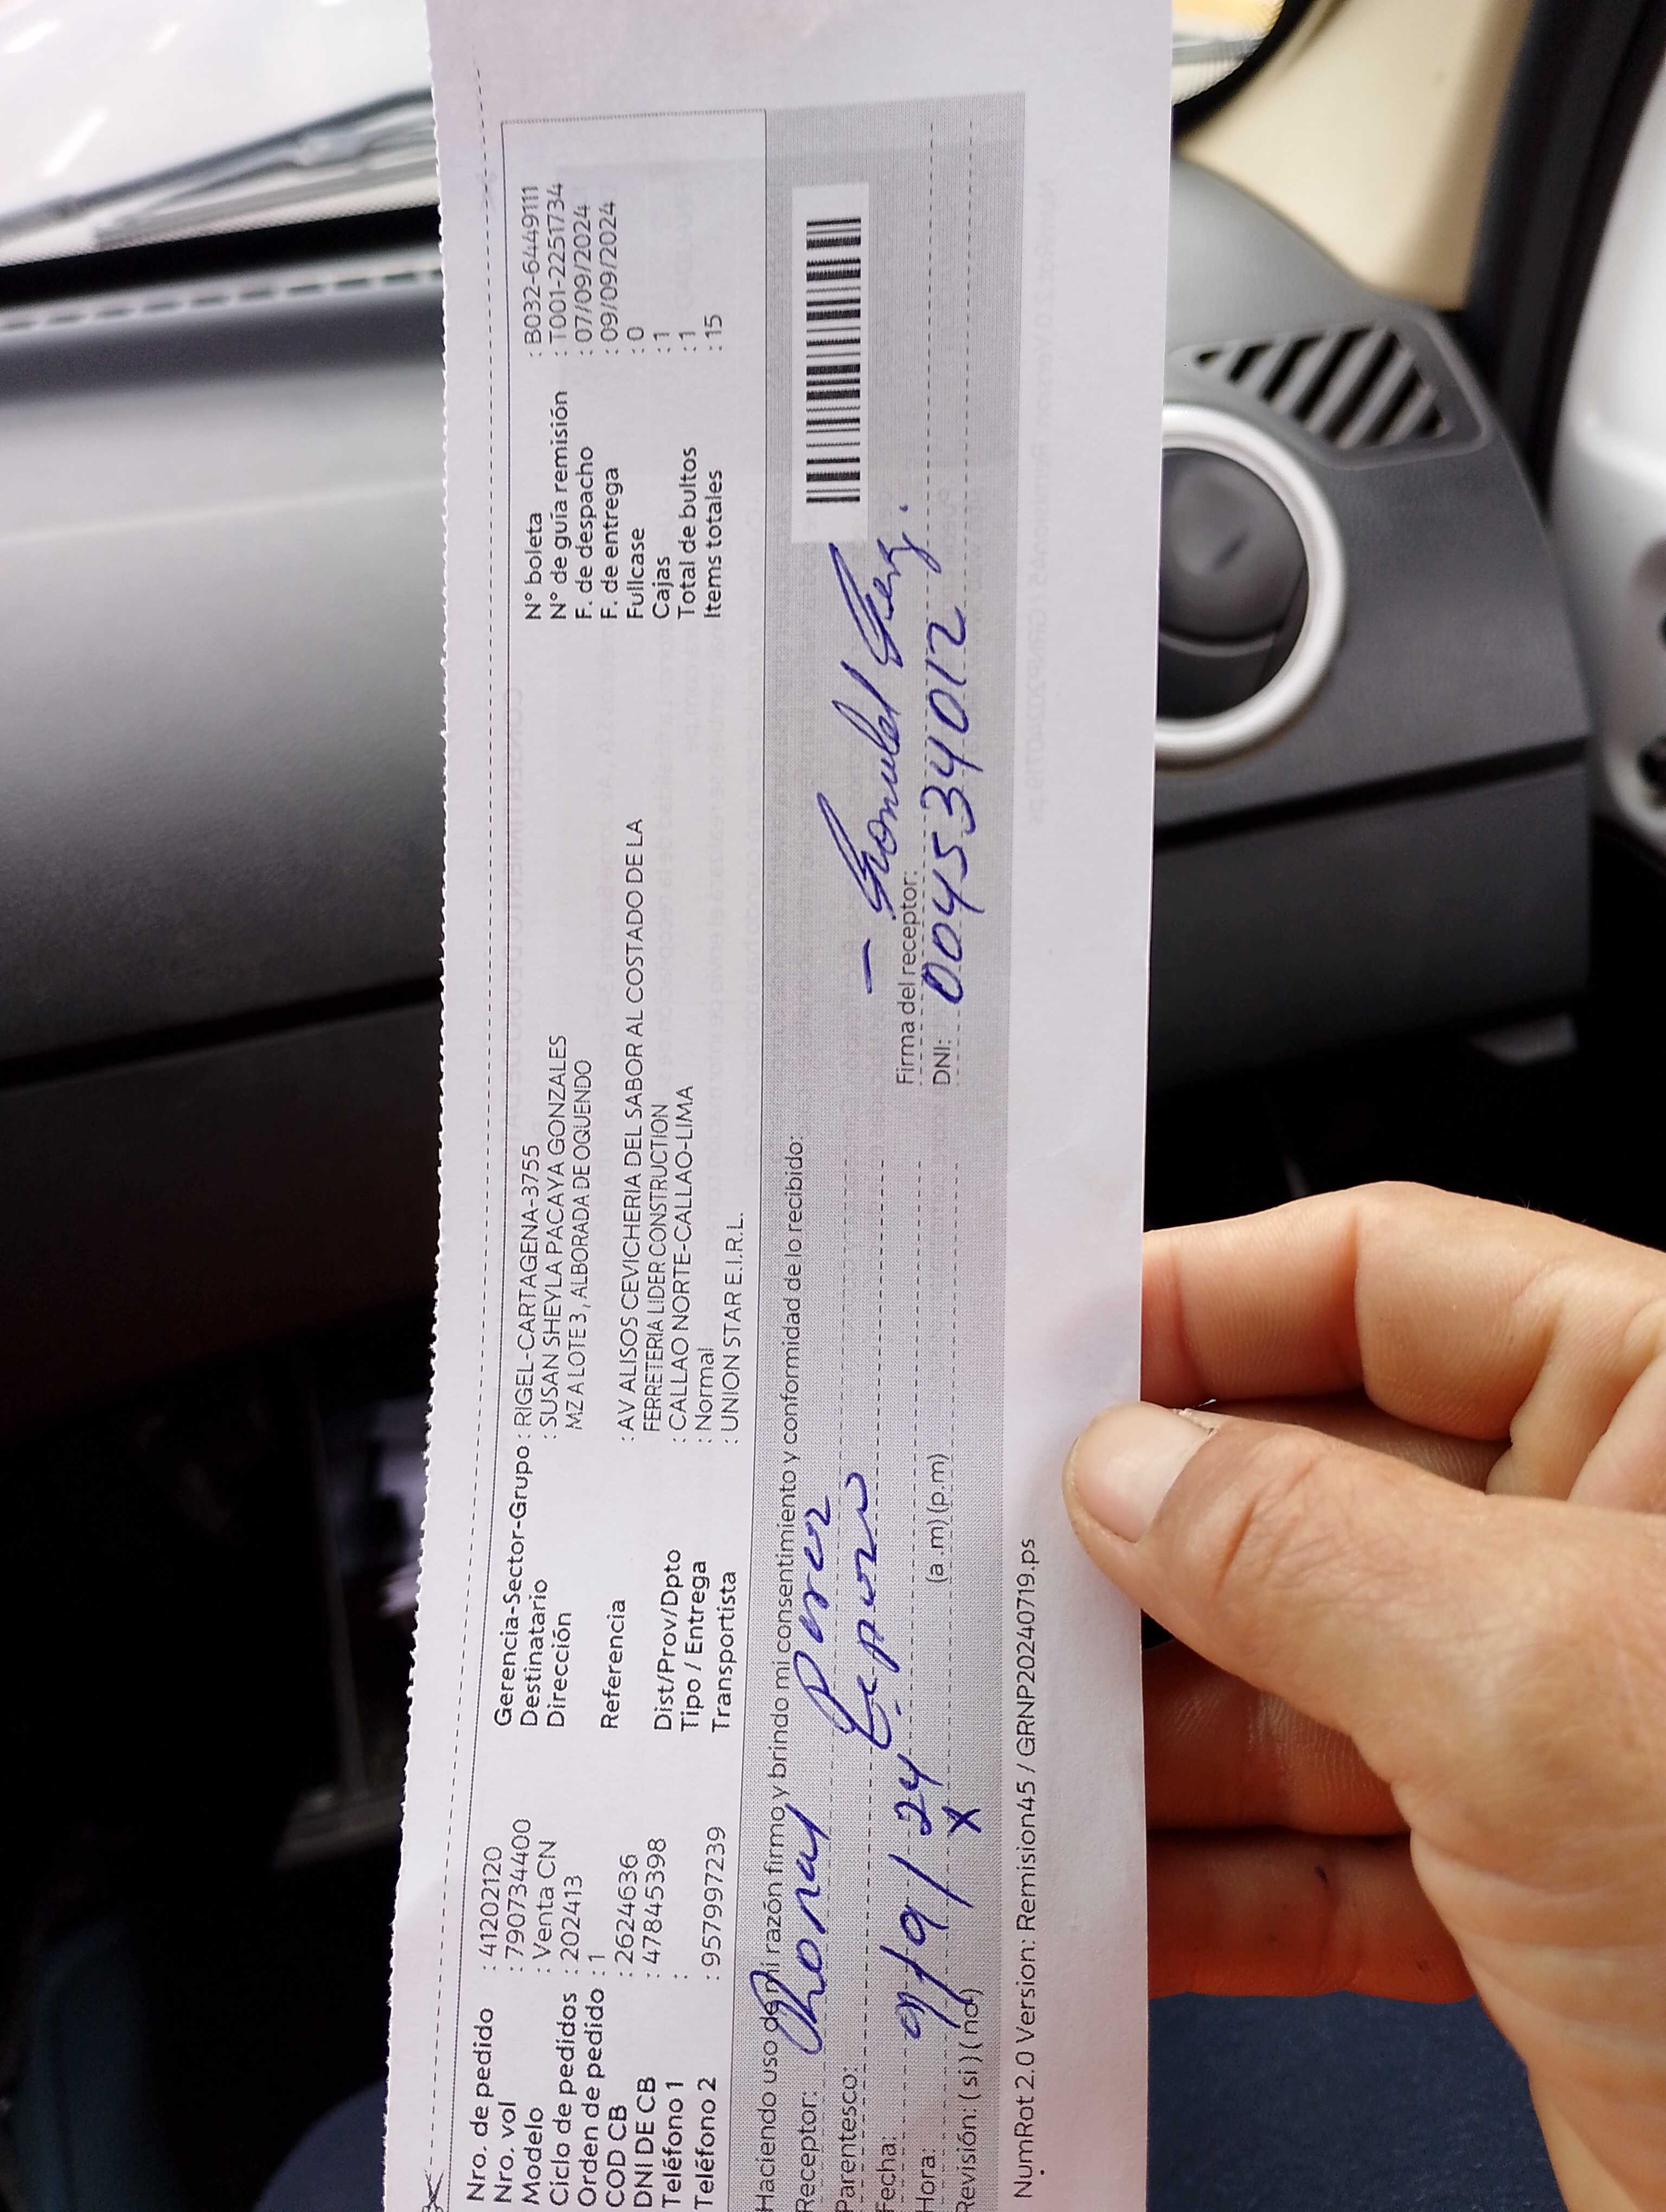 Nro. de pedido : 41202120
Nro. vol : 790734400
Modelo : Venta CN
Ciclo de pedidos : 202413
Orden de pedido : 1
COD CB : 2624636
DNI DE CB : 47845398
Teléfono 1 :
Teléfono 2 : 957997239
Gerencia-Sector-Grupo : RIGEL-CARTAGENA-3755
Destinatario : SUSAN SHEYLA PACAYA GONZALES
Dirección MZ A LOTE 3, ALBORADA DE OQUENDO
Referencia : AV ALISOS CEVICHERIA DEL SABOR AL COSTADO DE LA
FERRETERIA LIDER CONSTRUCTION
Dist/Prov/Dpto : CALLAO NORTE-CALLAO-LIMA
Tipo / Entrega : Normal
Transportista : UNION STAR E.I.R.L.
N° boleta : B032-6449111
N° de guía remisión : T001-2251734
F. de despacho : 07/09/2024
F. de entrega : 09/09/2024
Fullcase : 0
Cajas : 1
Total de bultos : 1
Items totales : 15
Haciendo uso de mi razón firmo y brindo mi consentimiento y conformidad de lo recibido:
Receptor:
Parentesco:
Fecha: 9/9/24
Hora: X (a.m) (p.m)
Revisión: ( si ) ( no )
Firma del receptor:
DNI: 004534012
NumRot 2.0 Version: Remision45 / GRNP20240719.ps